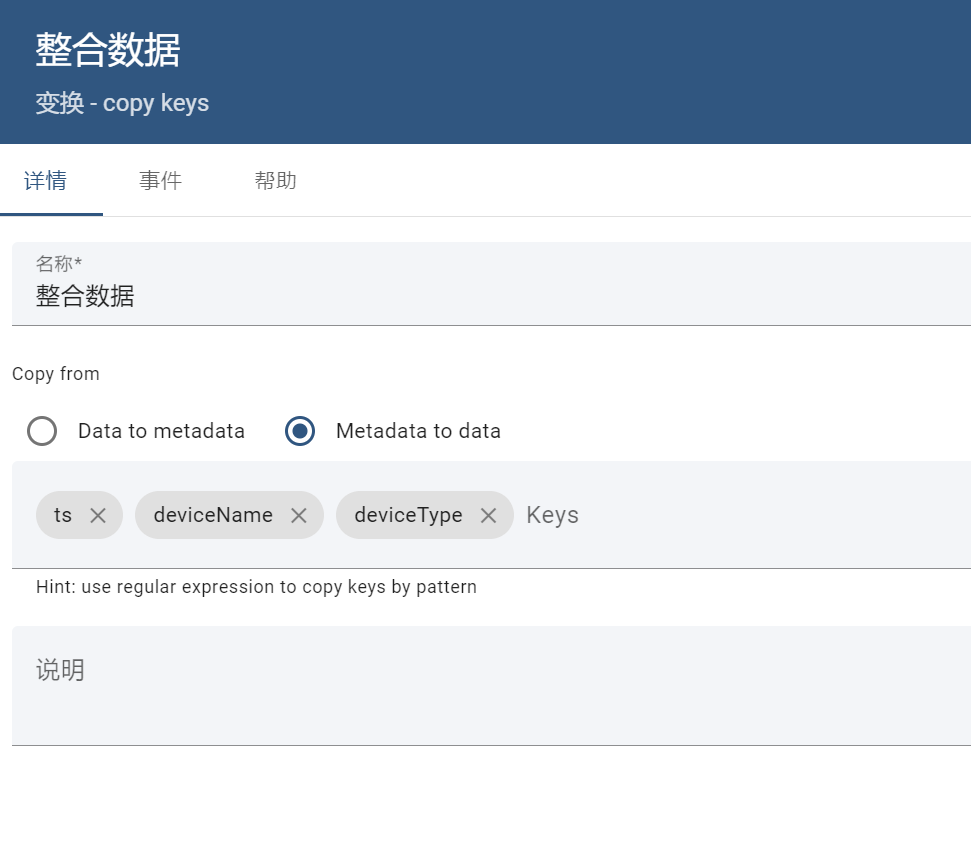 整合数据
变换 - copy keys
详情 事件 帮助
名称*
整合数据
Copy from
Data to metadata Metadata to data
ts deviceName deviceType Keys
Hint: use regular expression to copy keys by pattern
说明